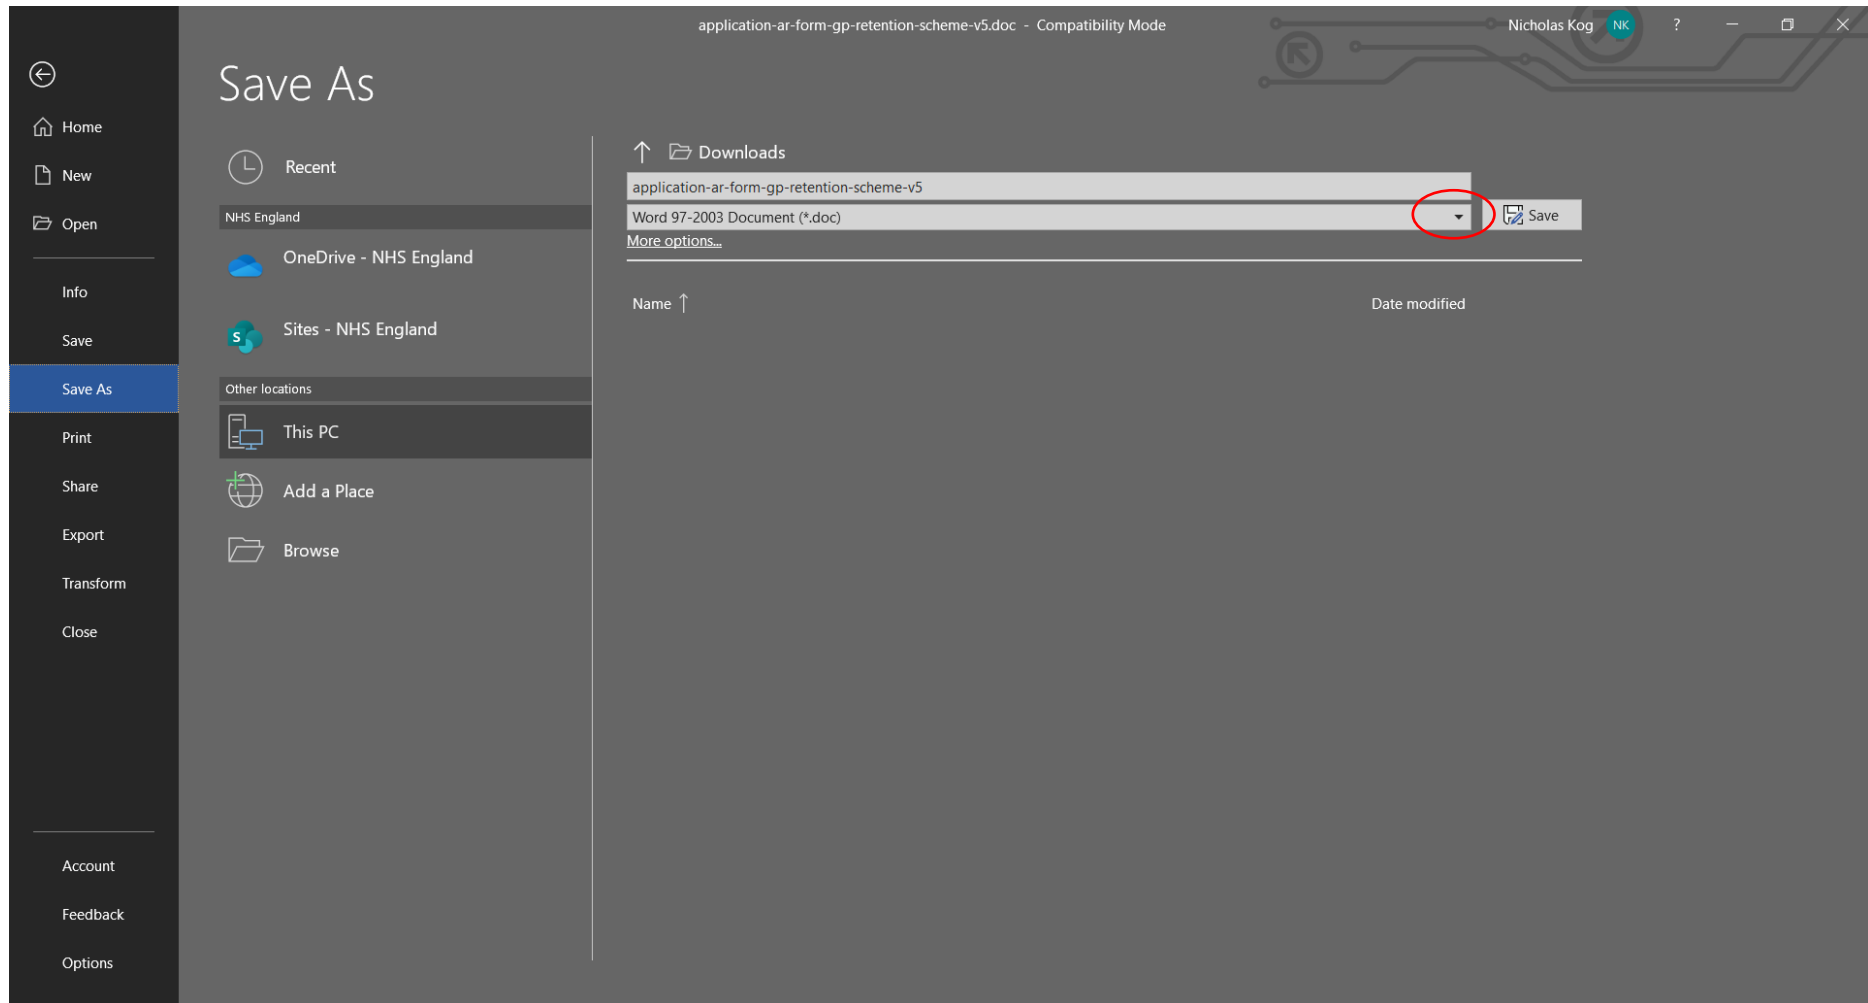 application-ar-form-gp-retention-scheme-v5.doc - Compatibility Mode
Nicholas Kog NK ?
Save As
Home
New
Open
Info
Save
Save As
Print
Share
Export
Transform
Close
Account
Feedback
Options
Recent
NHS England
OneDrive - NHS England
S Sites - NHS England
Other locations
This PC
Add a Place
Browse
Downloads
application-ar-form-gp-retention-scheme-v5
Word 97-2003 Document (*.doc)
Save
More options...
Name Date modified